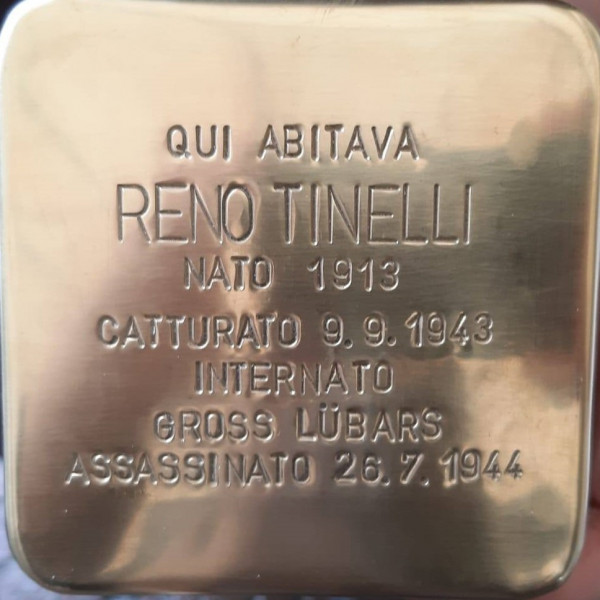 QUI ABITAVA
RENO TINELLI
NATO 1913
CATTURATO 9.9.1943
INTERNATO
GROSS LÜBARS
ASSASSINATO 26.7.1944